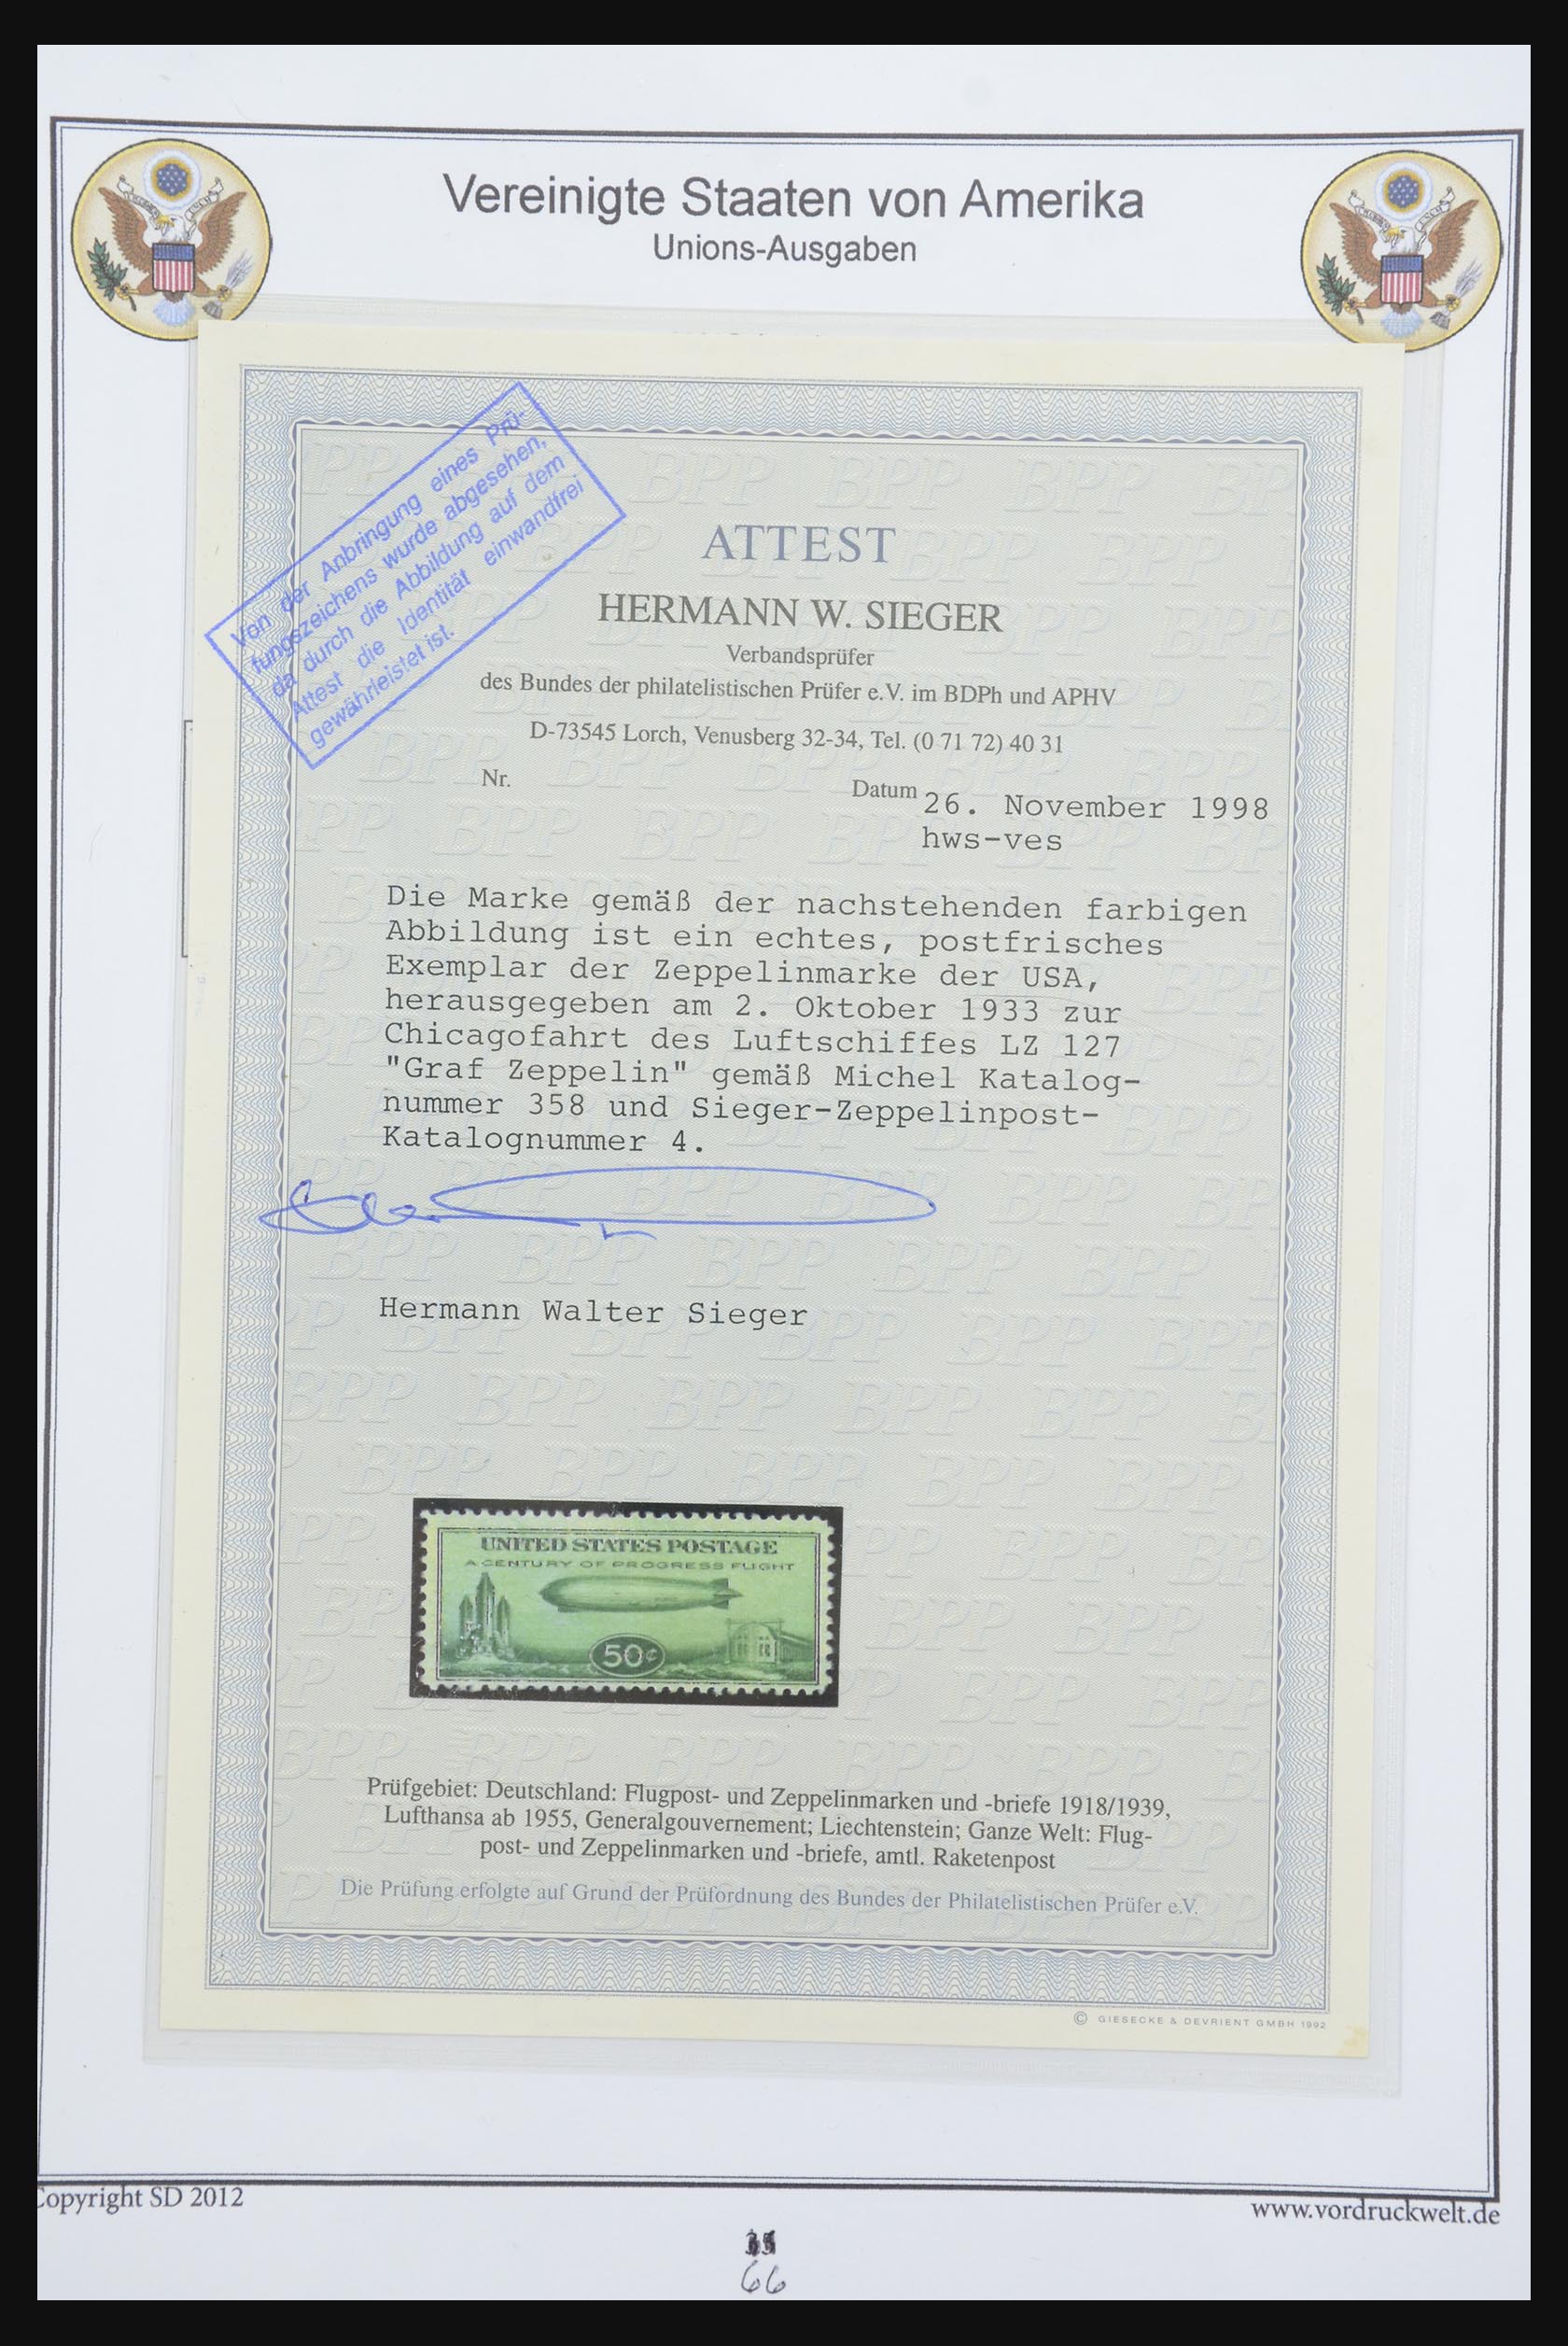 Vereinigte Staaten von Amerika
Unions-Ausgaben
Von der Anbringung eines Prü-
fungszeichens wurde abgesehen,
da durch die Abbildung auf dem
Attest die Identität einwandfrei
gewährleistet ist.
ATTEST
HERMANN W. SIEGER
Verbandsprüfer
des Bundes der philatelistischen Prüfer e.V. im BDPh und APHV
D-73545 Lorch, Venusberg 32-34, Tel. (0 71 72) 40 31
Nr.
Datum 26. November 1998
hws-ves
Die Marke gemäß der nachstehenden farbigen
Abbildung ist ein echtes, postfrisches
Exemplar der Zeppelinmarke der USA,
herausgegeben am 2. Oktober 1933 zur
Chicagofahrt des Luftschiffes LZ 127
"Graf Zeppelin" gemäß Michel Katalog-
nummer 358 und Sieger-Zeppelinpost-
Katalognummer 4.
Hermann Walter Sieger
UNITED STATES POSTAGE
A CENTURY OF PROGRESS FLIGHT
50¢
Prüfgebiet: Deutschland: Flugpost- und Zeppelinmarken und -briefe 1918/1939,
Lufthansa ab 1955, Generalgouvernement; Liechtenstein; Ganze Welt: Flug-
post- und Zeppelinmarken und -briefe, amtl. Raketenpost
Die Prüfung erfolgte auf Grund der Prüfordnung des Bundes der Philatelistischen Prüfer e.V.
© GIESECKE & DEVRIENT GMBH 1992
Copyright SD 2012
www.vordruckwelt.de
66